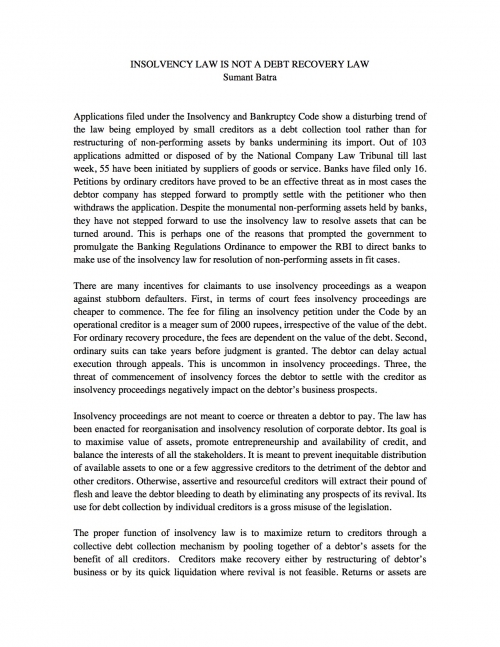 INSOLVENCY LAW IS NOT A DEBT RECOVERY LAW
Sumant Batra
Applications filed under the Insolvency and Bankruptcy Code show a disturbing trend of
the law being employed by small creditors as a debt collection tool rather than for
restructuring of non-performing assets by banks undermining its import. Out of 103
applications admitted or disposed of by the National Company Law Tribunal till last
week, 55 have been initiated by suppliers of goods or service. Banks have filed only 16.
Petitions by ordinary creditors have proved to be an effective threat as in most cases the
debtor company has stepped forward to promptly settle with the petitioner who then
withdraws the application. Despite the monumental non-performing assets held by banks,
they have not stepped forward to use the insolvency law to resolve assets that can be
turned around. This is perhaps one of the reasons that prompted the government to
promulgate the Banking Regulations Ordinance to empower the RBI to direct banks to
make use of the insolvency law for resolution of non-performing assets in fit cases.
There are many incentives for claimants to use insolvency proceedings as a weapon
against stubborn defaulters. First, in terms of court fees insolvency proceedings are
cheaper to commence. The fee for filing an insolvency petition under the Code by an
operational creditor is a meager sum of 2000 rupees, irrespective of the value of the debt.
For ordinary recovery procedure, the fees are dependent on the value of the debt. Second,
ordinary suits can take years before judgment is granted. The debtor can delay actual
execution through appeals. This is uncommon in insolvency proceedings. Three, the
threat of commencement of insolvency forces the debtor to settle with the creditor as
insolvency proceedings negatively impact on the debtor's business prospects.
Insolvency proceedings are not meant to coerce or threaten a debtor to pay. The law has
been enacted for reorganisation and insolvency resolution of corporate debtor. Its goal is
to maximise value of assets, promote entrepreneurship and availability of credit, and
balance the interests of all the stakeholders. It is meant to prevent inequitable distribution
of available assets to one or a few aggressive creditors to the detriment of the debtor and
other creditors. Otherwise, assertive and resourceful creditors will extract their pound of
flesh and leave the debtor bleeding to death by eliminating any prospects of its revival. Its
use for debt collection by individual creditors is a gross misuse of the legislation.
The proper function of insolvency law is to maximize return to creditors through a
collective debt collection mechanism by pooling together of a debtor's assets for the
benefit of all creditors. Creditors make recovery either by restructuring of debtor's
business or by its quick liquidation where revival is not feasible. Returns or assets are